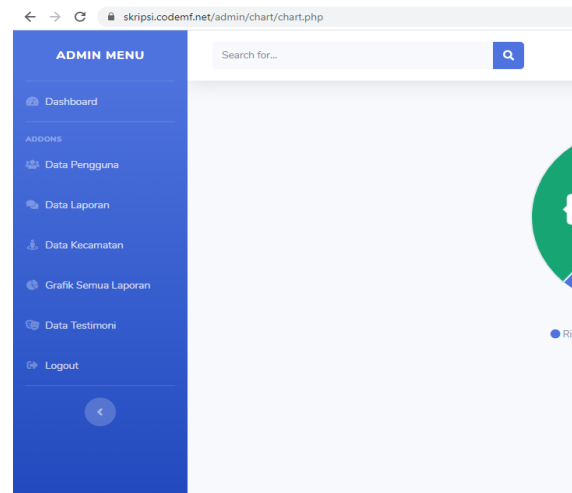 skripsi.codemf.net/admin/chart/chart.php
ADMIN MENU
Search for...
Dashboard
ADDONS
Data Pengguna
Data Laporan
Data Kecamatan
Grafik Semua Laporan
Data Testimoni
Logout